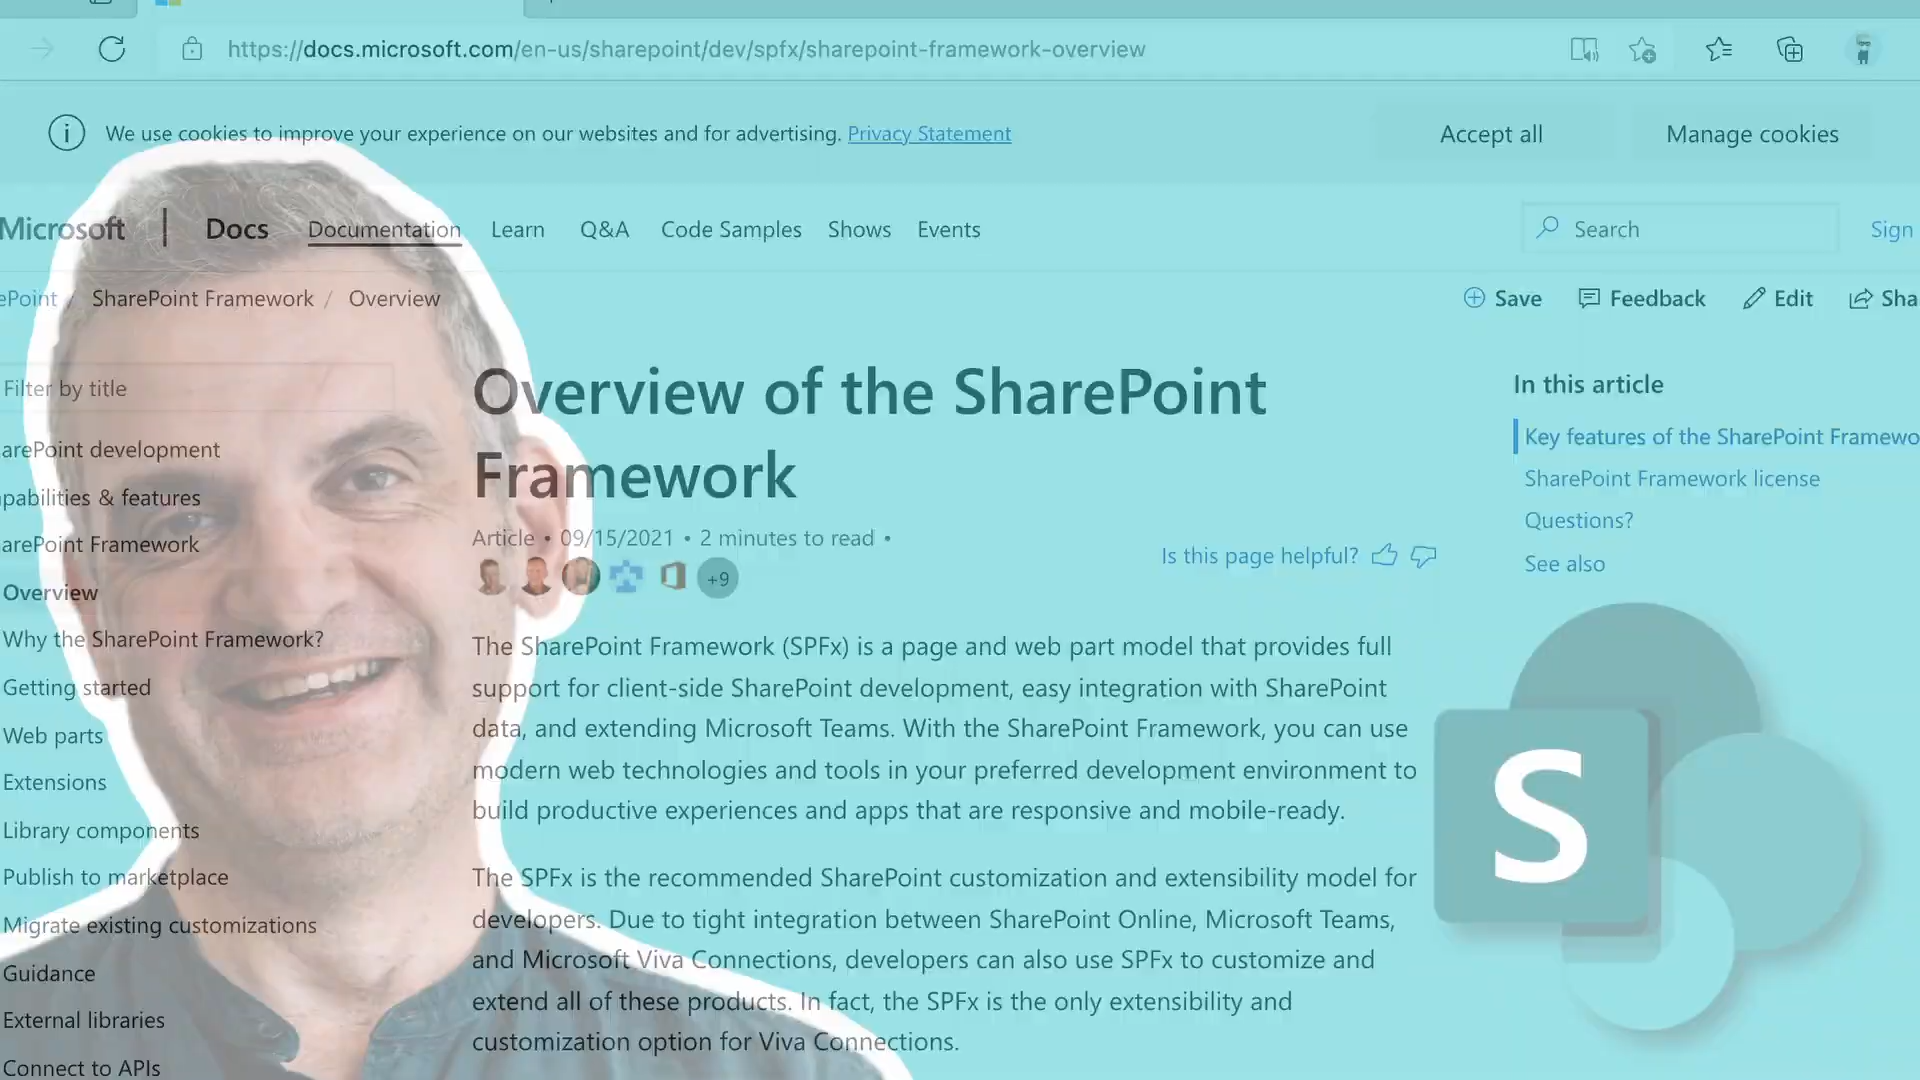 https://docs.microsoft.com/en-us/sharepoint/dev/spfx/sharepoint-framework-overview
We use cookies to improve your experience on our websites and for advertising. Privacy Statement
Accept all
Manage cookies
Microsoft | Docs Documentation Learn Q&A Code Samples Shows Events
Search
Sign
ePoint / SharePoint Framework / Overview
Save Feedback Edit Sha
Filter by title
arePoint development
pabilities & features
arePoint Framework
Overview
Why the SharePoint Framework?
Getting started
Web parts
Extensions
Library components
Publish to marketplace
Migrate existing customizations
Guidance
External libraries
Connect to APIs
Overview of the SharePoint
Framework
Article • 09/15/2021 • 2 minutes to read •
+9
Is this page helpful?
The SharePoint Framework (SPFx) is a page and web part model that provides full
support for client-side SharePoint development, easy integration with SharePoint
data, and extending Microsoft Teams. With the SharePoint Framework, you can use
modern web technologies and tools in your preferred development environment to
build productive experiences and apps that are responsive and mobile-ready.
The SPFx is the recommended SharePoint customization and extensibility model for
developers. Due to tight integration between SharePoint Online, Microsoft Teams,
and Microsoft Viva Connections, developers can also use SPFx to customize and
extend all of these products. In fact, the SPFx is the only extensibility and
customization option for Viva Connections.
In this article
Key features of the SharePoint Framewo
SharePoint Framework license
Questions?
See also
S